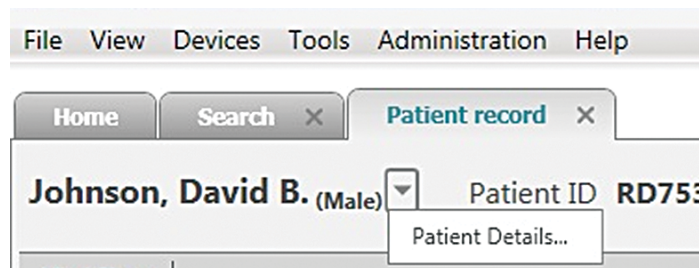 File View Devices Tools Administration Help
Home Search Patient record
Johnson, David B. (Male) Patient ID
Patient Details...